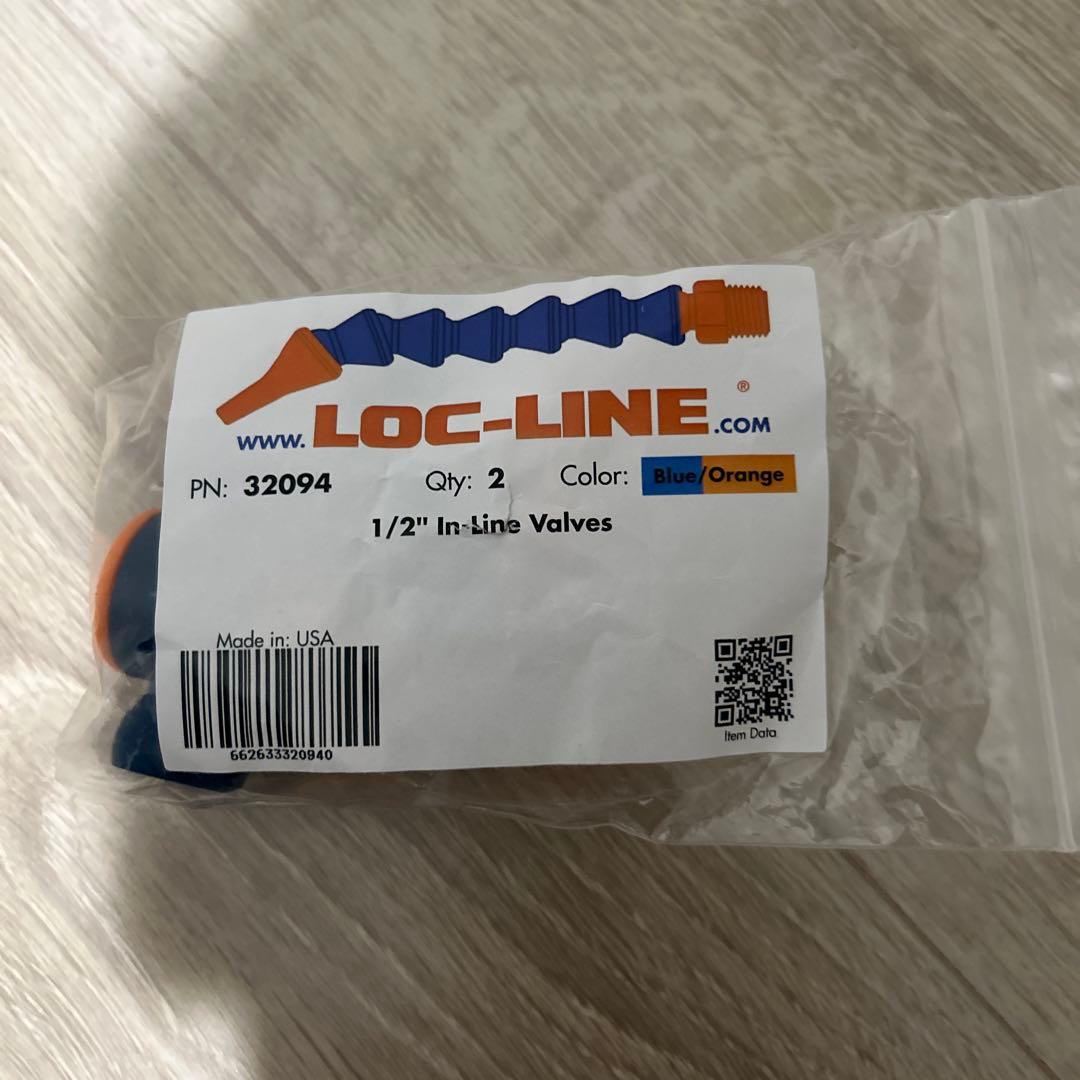 www.LOC-LINE®.COM
PN: 32094 Qty: 2 Color: Blue/Orange
1/2" In-Line Valves
Made in: USA
662633320940
Item Data